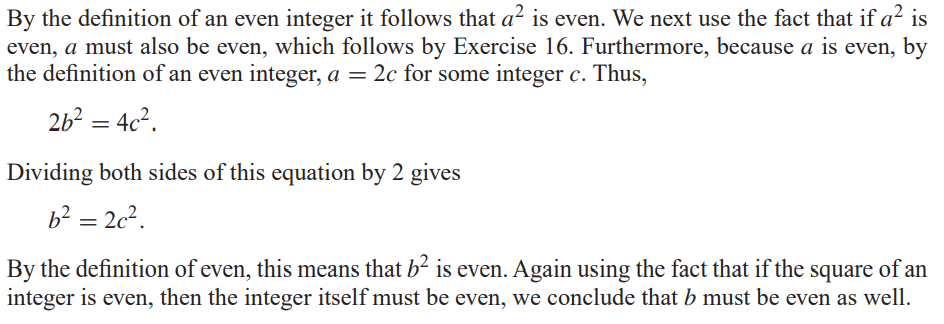 By the definition of an even integer it follows that a² is even. We next use the fact that if a² is
even, a must also be even, which follows by Exercise 16. Furthermore, because a is even, by
the definition of an even integer, a = 2c for some integer c. Thus,
2b² = 4c².
Dividing both sides of this equation by 2 gives
b² = 2c².
By the definition of even, this means that b² is even. Again using the fact that if the square of an
integer is even, then the integer itself must be even, we conclude that b must be even as well.